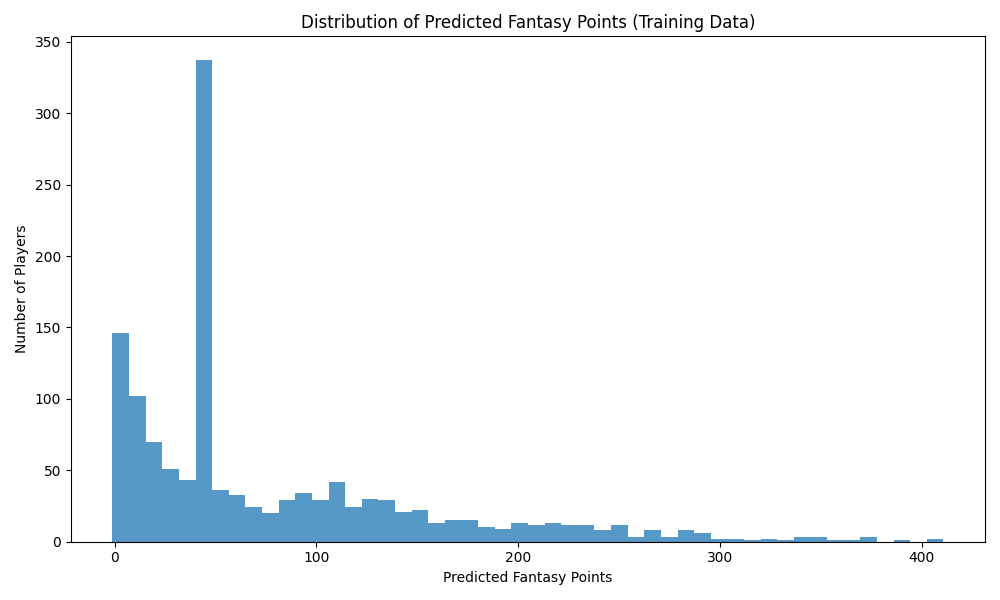 Distribution of Predicted Fantasy Points (Training Data)
350
300
250
200
150
100
50
0
Number of Players
0 100 200 300 400
Predicted Fantasy Points